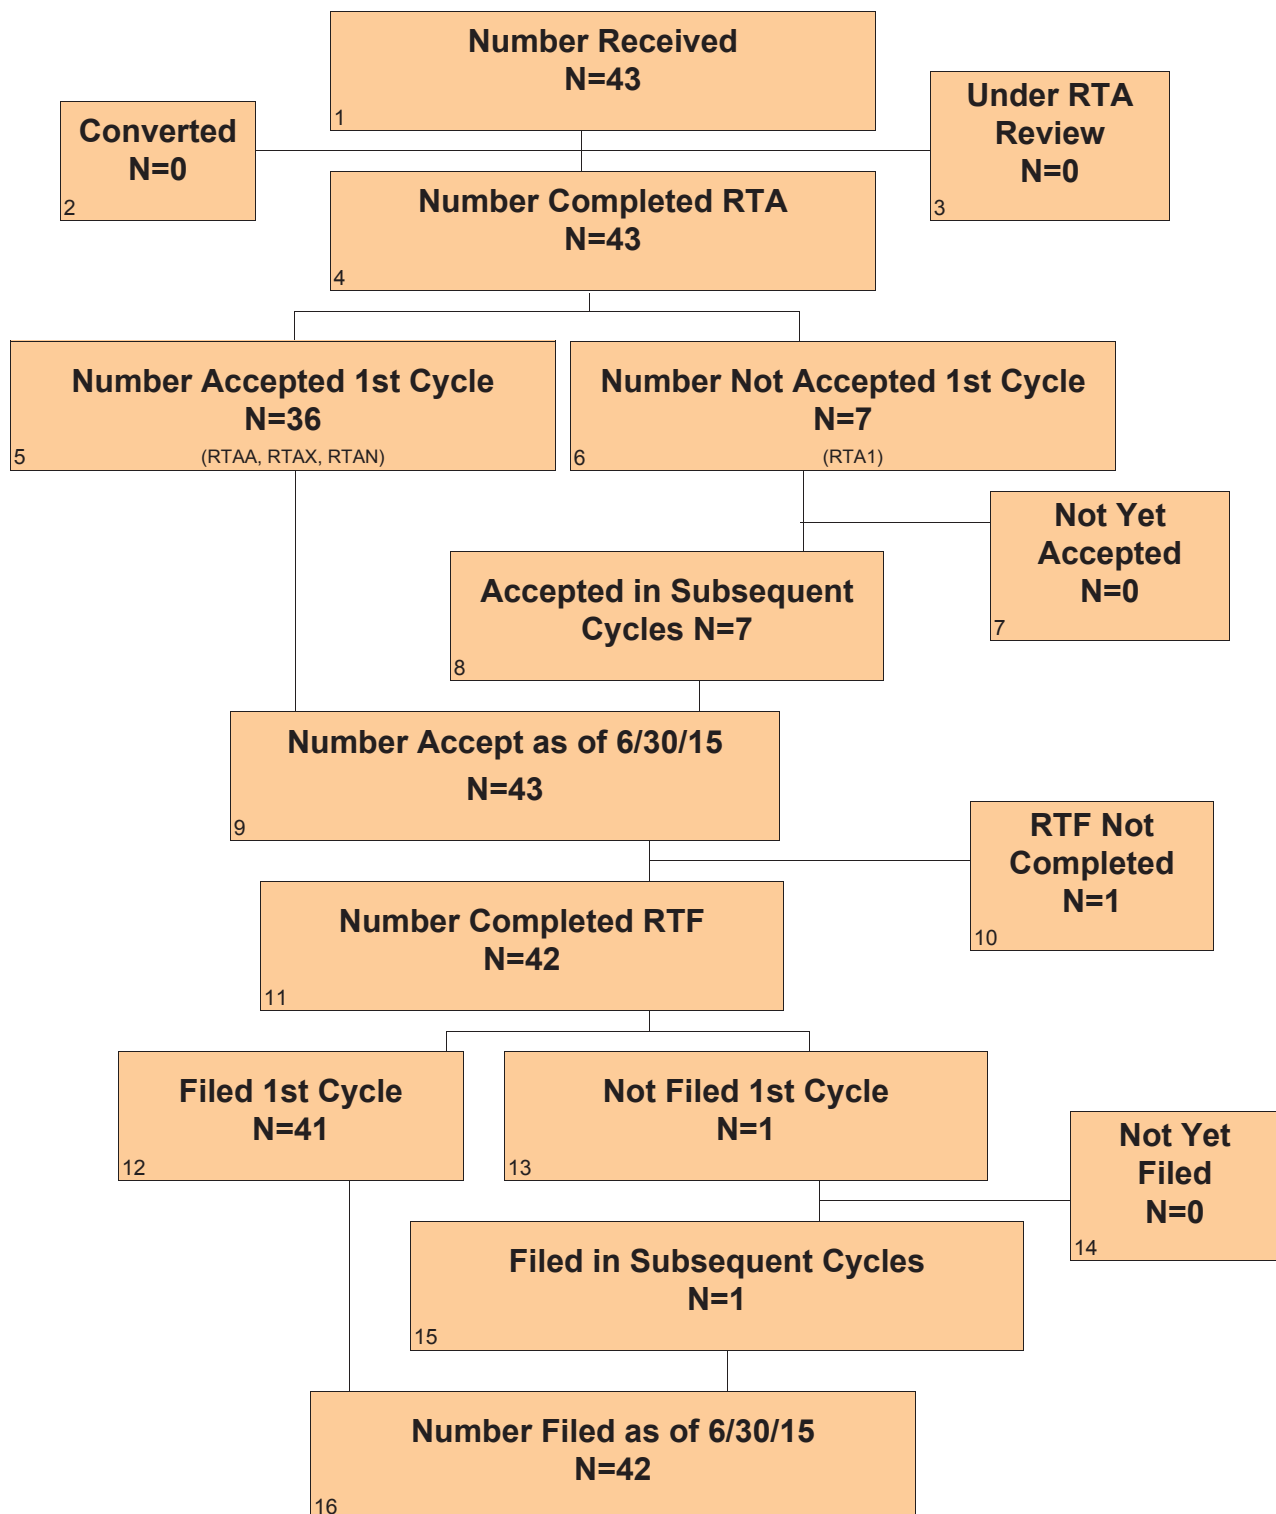 Number Received
N=43
1
Converted
N=0
2
Under RTA
Review
N=0
3
Number Completed RTA
N=43
4
Number Accepted 1st Cycle
N=36
(RTAA, RTAX, RTAN)
5
Number Not Accepted 1st Cycle
N=7
(RTA1)
6
Not Yet
Accepted
N=0
7
Accepted in Subsequent
Cycles N=7
8
Number Accept as of 6/30/15
N=43
9
RTF Not
Completed
N=1
10
Number Completed RTF
N=42
11
Filed 1st Cycle
N=41
12
Not Filed 1st Cycle
N=1
13
Not Yet
Filed
N=0
14
Filed in Subsequent Cycles
N=1
15
Number Filed as of 6/30/15
N=42
16